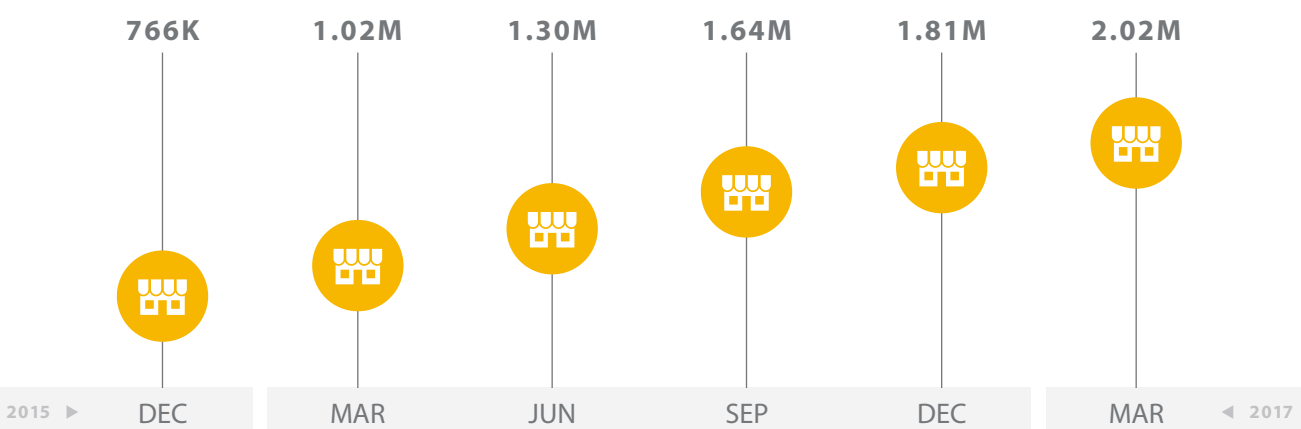 766K 1.02M 1.30M 1.64M 1.81M 2.02M
2015 ▶ DEC MAR JUN SEP DEC MAR ◀ 2017